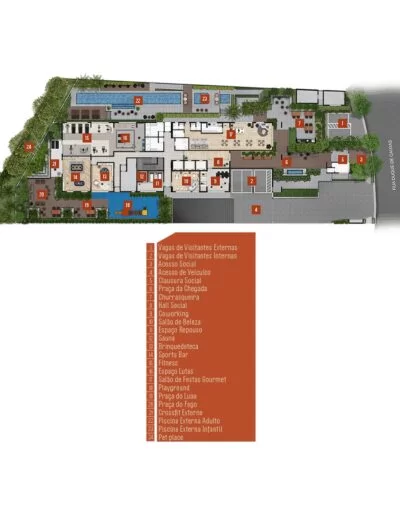 RUA DUQUE DE CAXIAS
1 Vagas de Visitantes Externas
2 Vagas de Visitantes Internas
3 Acesso Social
4 Acesso de Veículos
5 Clausura Social
6 Praça da Chegada
7 Churrasqueira
8 Hall Social
9 Coworking
10 Salão de Beleza
11 Espaço Repouso
12 Sauna
13 Brinquedoteca
14 Sports Bar
15 Fitness
16 Espaço Lutas
17 Salão de Festas Gourmet
18 Playground
19 Praça do Luau
20 Praça do Fogo
21 Crossfit Externo
22 Piscina Externa Adulto
23 Piscina Externa Infantil
24 Pet place